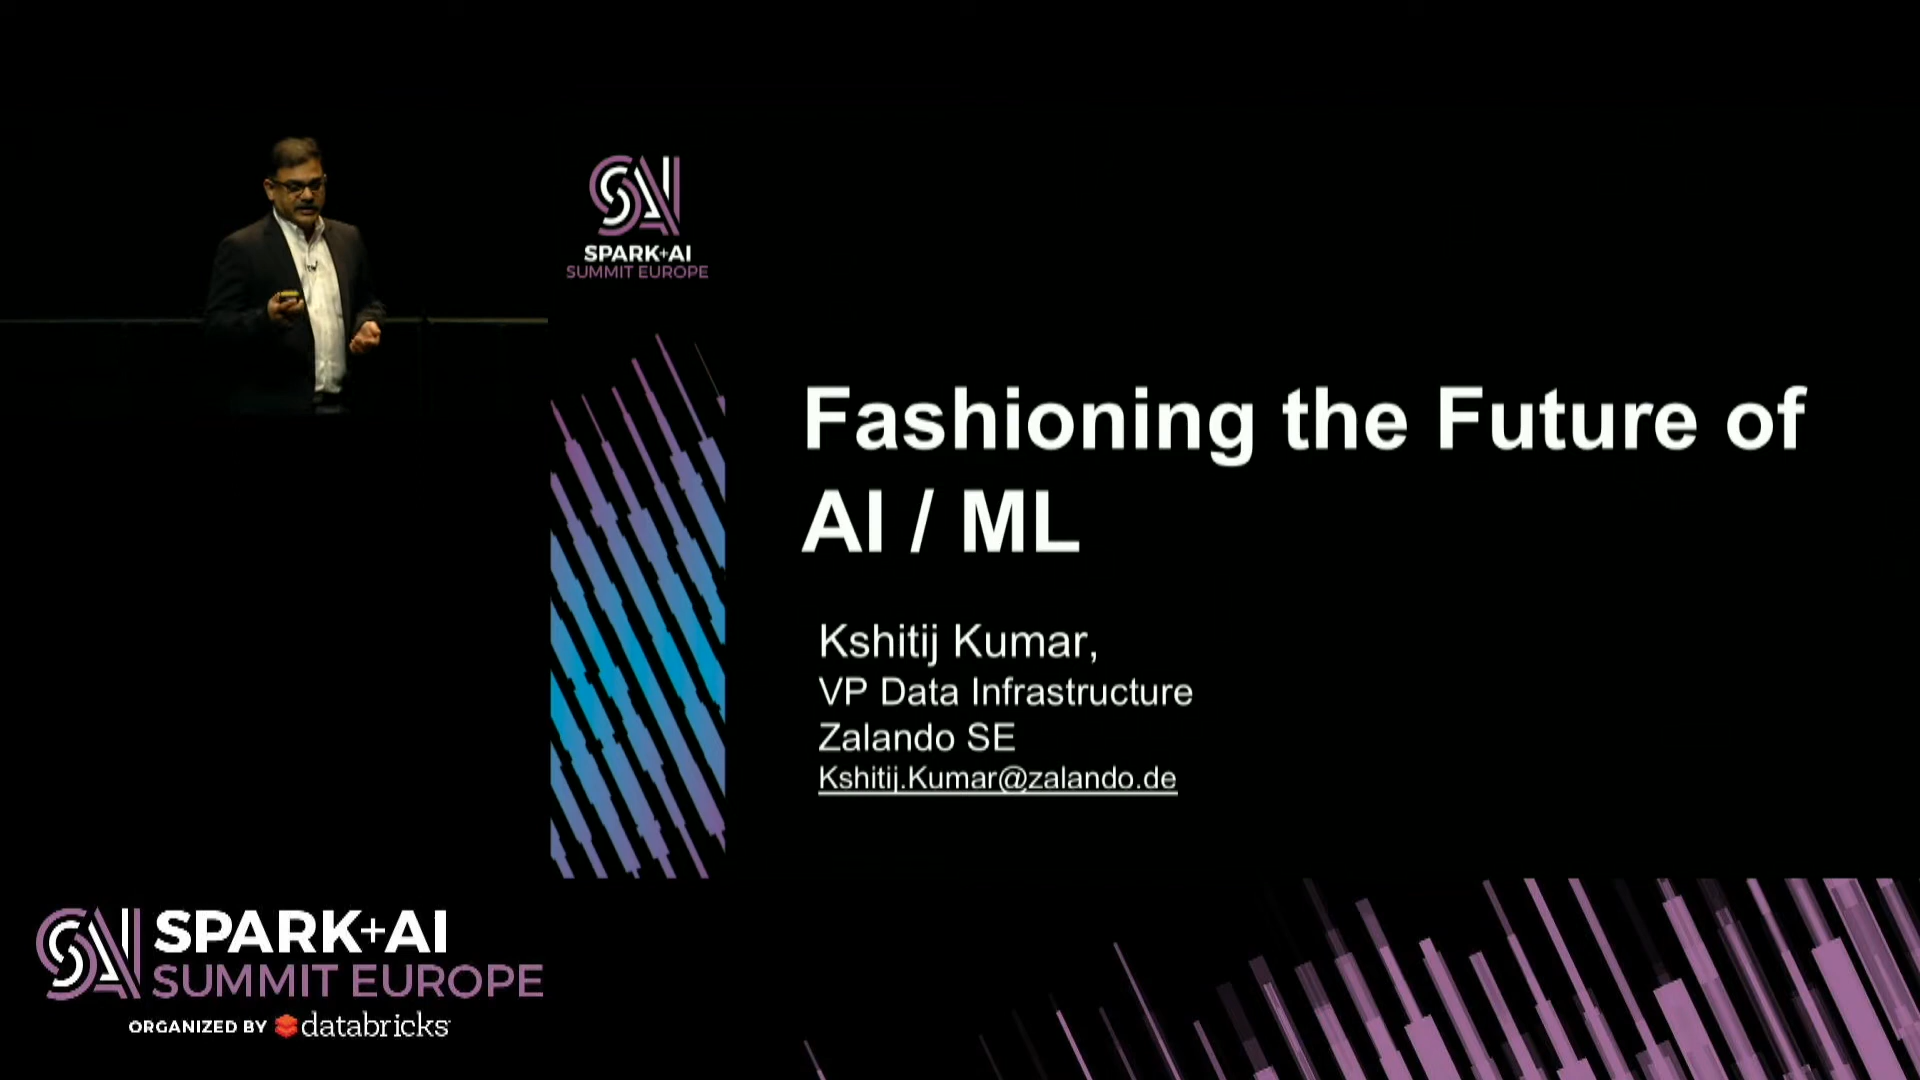 SPARK+AI
SUMMIT EUROPE
Fashioning the Future of
AI / ML
Kshitij Kumar,
VP Data Infrastructure
Zalando SE
Kshitij.Kumar@zalando.de
SPARK+AI
SUMMIT EUROPE
ORGANIZED BY databricks